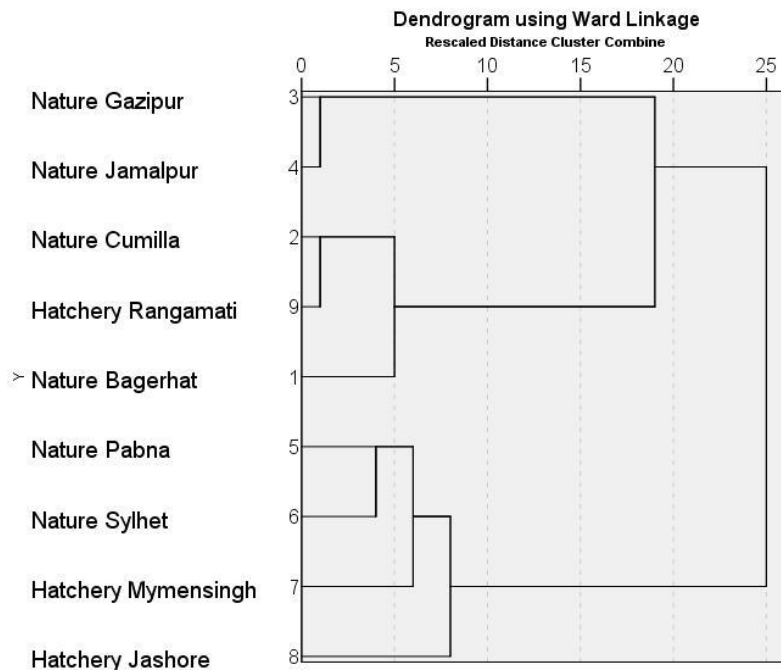 Dendrogram using Ward Linkage
Rescaled Distance Cluster Combine
0 5 10 15 20 25
Nature Gazipur 3
Nature Jamalpur 4
Nature Cumilla 2
Hatchery Rangamati 9
Y Nature Bagerhat 1
Nature Pabna 5
Nature Sylhet 6
Hatchery Mymensingh 7
Hatchery Jashore 8